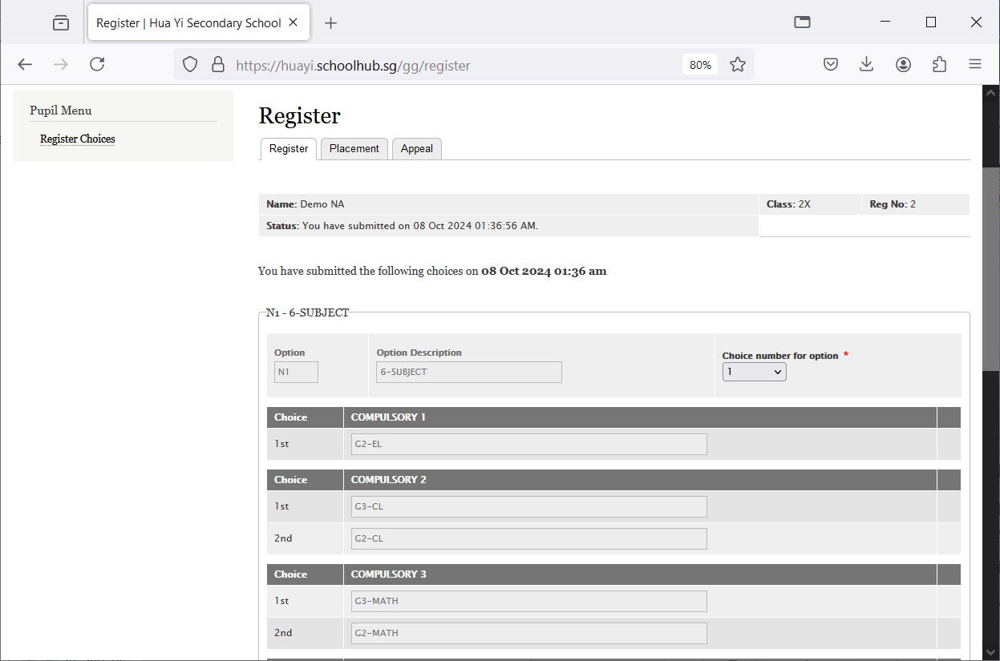 Register | Hua Yi Secondary School
https://huayi.schoolhub.sg/gg/register
80%
Pupil Menu
Register Choices
Register
Register Placement Appeal
Name: Demo NA Class: 2X Reg No: 2
Status: You have submitted on 08 Oct 2024 01:36:56 AM.
You have submitted the following choices on 08 Oct 2024 01:36 am
N1 - 6-SUBJECT
Option Option Description Choice number for option *
N1 6-SUBJECT 1
Choice COMPULSORY 1
1st G2-EL
Choice COMPULSORY 2
1st G3-CL
2nd G2-CL
Choice COMPULSORY 3
1st G3-MATH
2nd G2-MATH